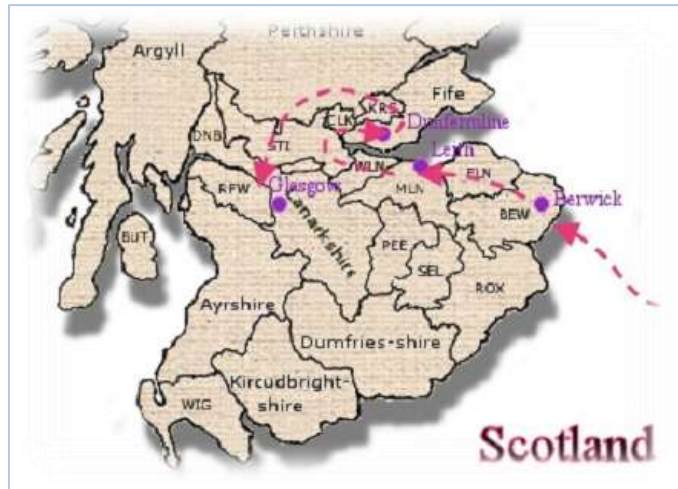 Perthshire
Argyll
Fife
KRS
CLK
Dunfermline
DNB
STI
Leith
WLN
ELN
RFW
Glasgow
MLN
Berwick
BEW
Lanarkshire
BUT
PEE
SEL
ROX
Ayrshire
Dumfries-shire
Kircudbright-
shire
WIG
Scotland